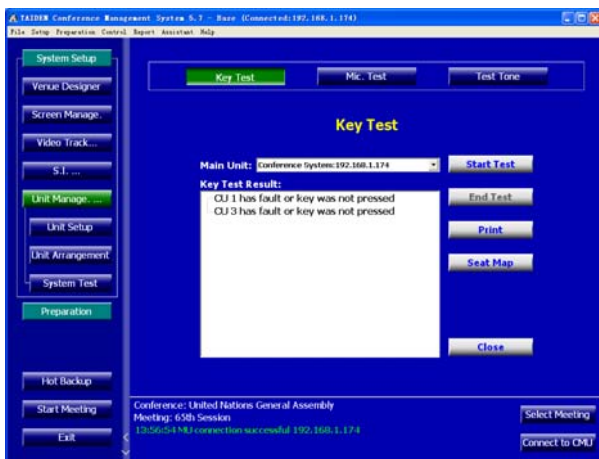 TAIDEN Conference Management System 5.7 - Base (Connected:192.168.1.174)
File Setup Preparation Control Report Assistant Help
System Setup
Venue Designer
Screen Manage.
Video Track...
S.I. ...
Unit Manage. ...
Unit Setup
Unit Arrangement
System Test
Preparation
Hot Backup
Start Meeting
Exit
Key Test
Mic. Test
Test Tone
Key Test
Main Unit: Conference System:192.168.1.174
Start Test
Key Test Result:
CU 1 has fault or key was not pressed
CU 3 has fault or key was not pressed
End Test
Print
Seat Map
Close
Conference: United Nations General Assembly
Meeting: 65th Session
13:56:54 MU connection successful 192.168.1.174
Select Meeting
Connect to CMU